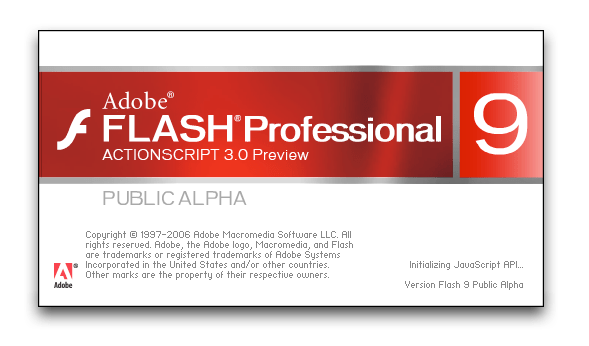 Adobe®
FLASH® Professional
9
ACTIONSCRIPT 3.0 Preview
PUBLIC ALPHA
Copyright © 1997-2006 Adobe Macromedia Software LLC. All
rights reserved. Adobe, the Adobe logo, Macromedia, and Flash
are trademarks or registered trademarks of Adobe Systems
Incorporated in the United States and/or other countries.
Other marks are the property of their respective owners.
Adobe
®
Initializing JavaScript API...
Version Flash 9 Public Alpha